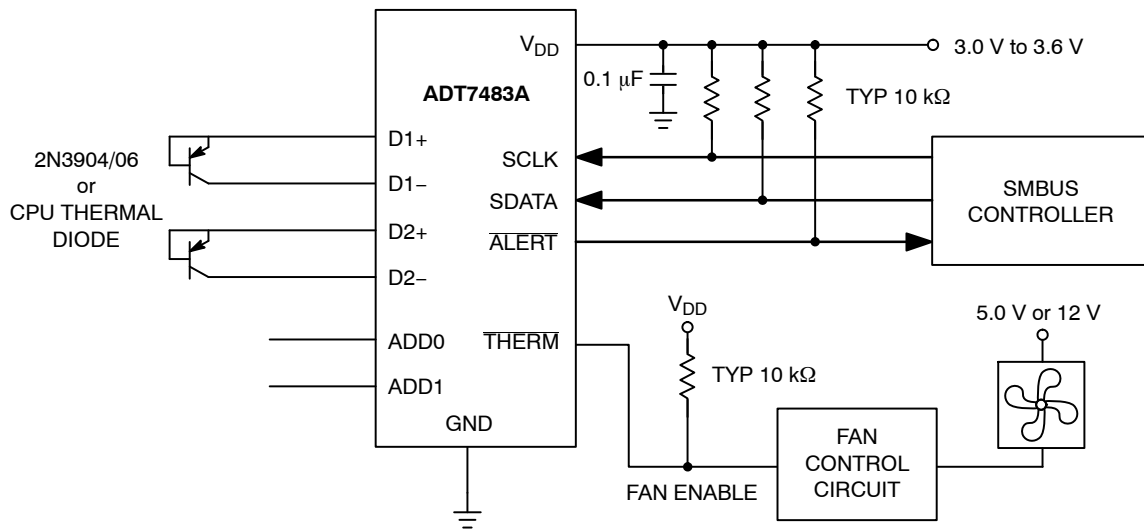 V_DD
3.0 V to 3.6 V
0.1 μF
TYP 10 kΩ
ADT7483A
D1+
D1−
D2+
D2−
ADD0
ADD1
GND
SCLK
SDATA
ALERT
THERM
2N3904/06
or
CPU THERMAL
DIODE
SMBUS
CONTROLLER
V_DD
TYP 10 kΩ
FAN ENABLE
5.0 V or 12 V
FAN
CONTROL
CIRCUIT